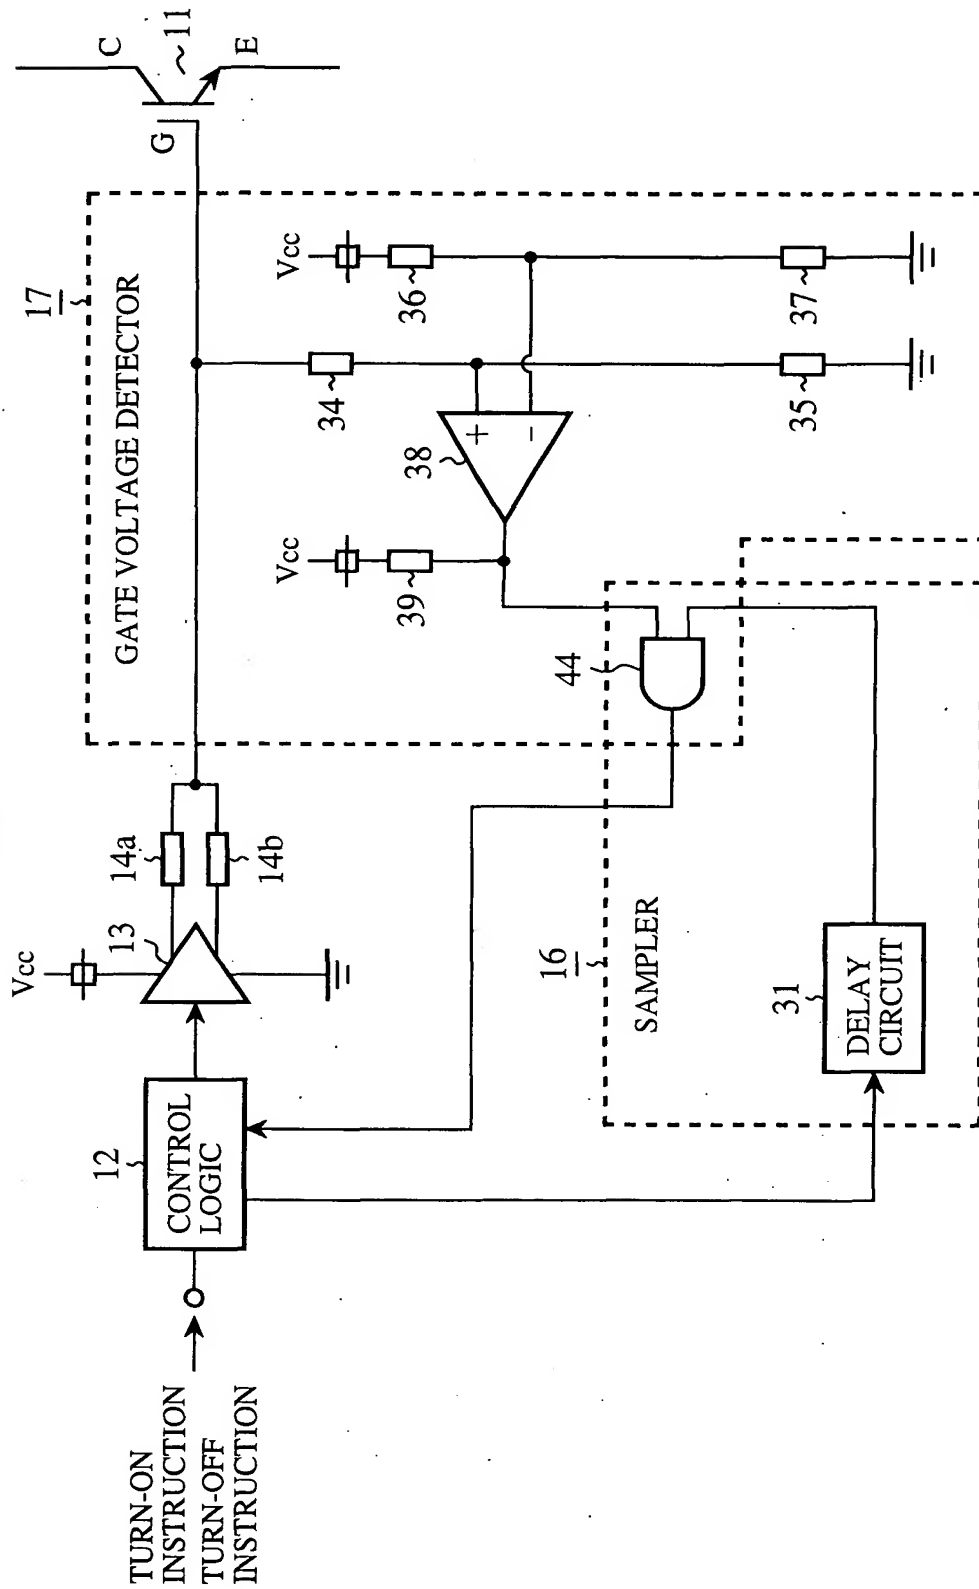 TURN-ON
INSTRUCTION
TURN-OFF
INSTRUCTION
12
CONTROL
LOGIC
Vcc
13
14a
14b
17
GATE VOLTAGE DETECTOR
G
C
11
E
Vcc
39
38
+
-
34
Vcc
36
35
37
44
16
SAMPLER
31
DELAY
CIRCUIT